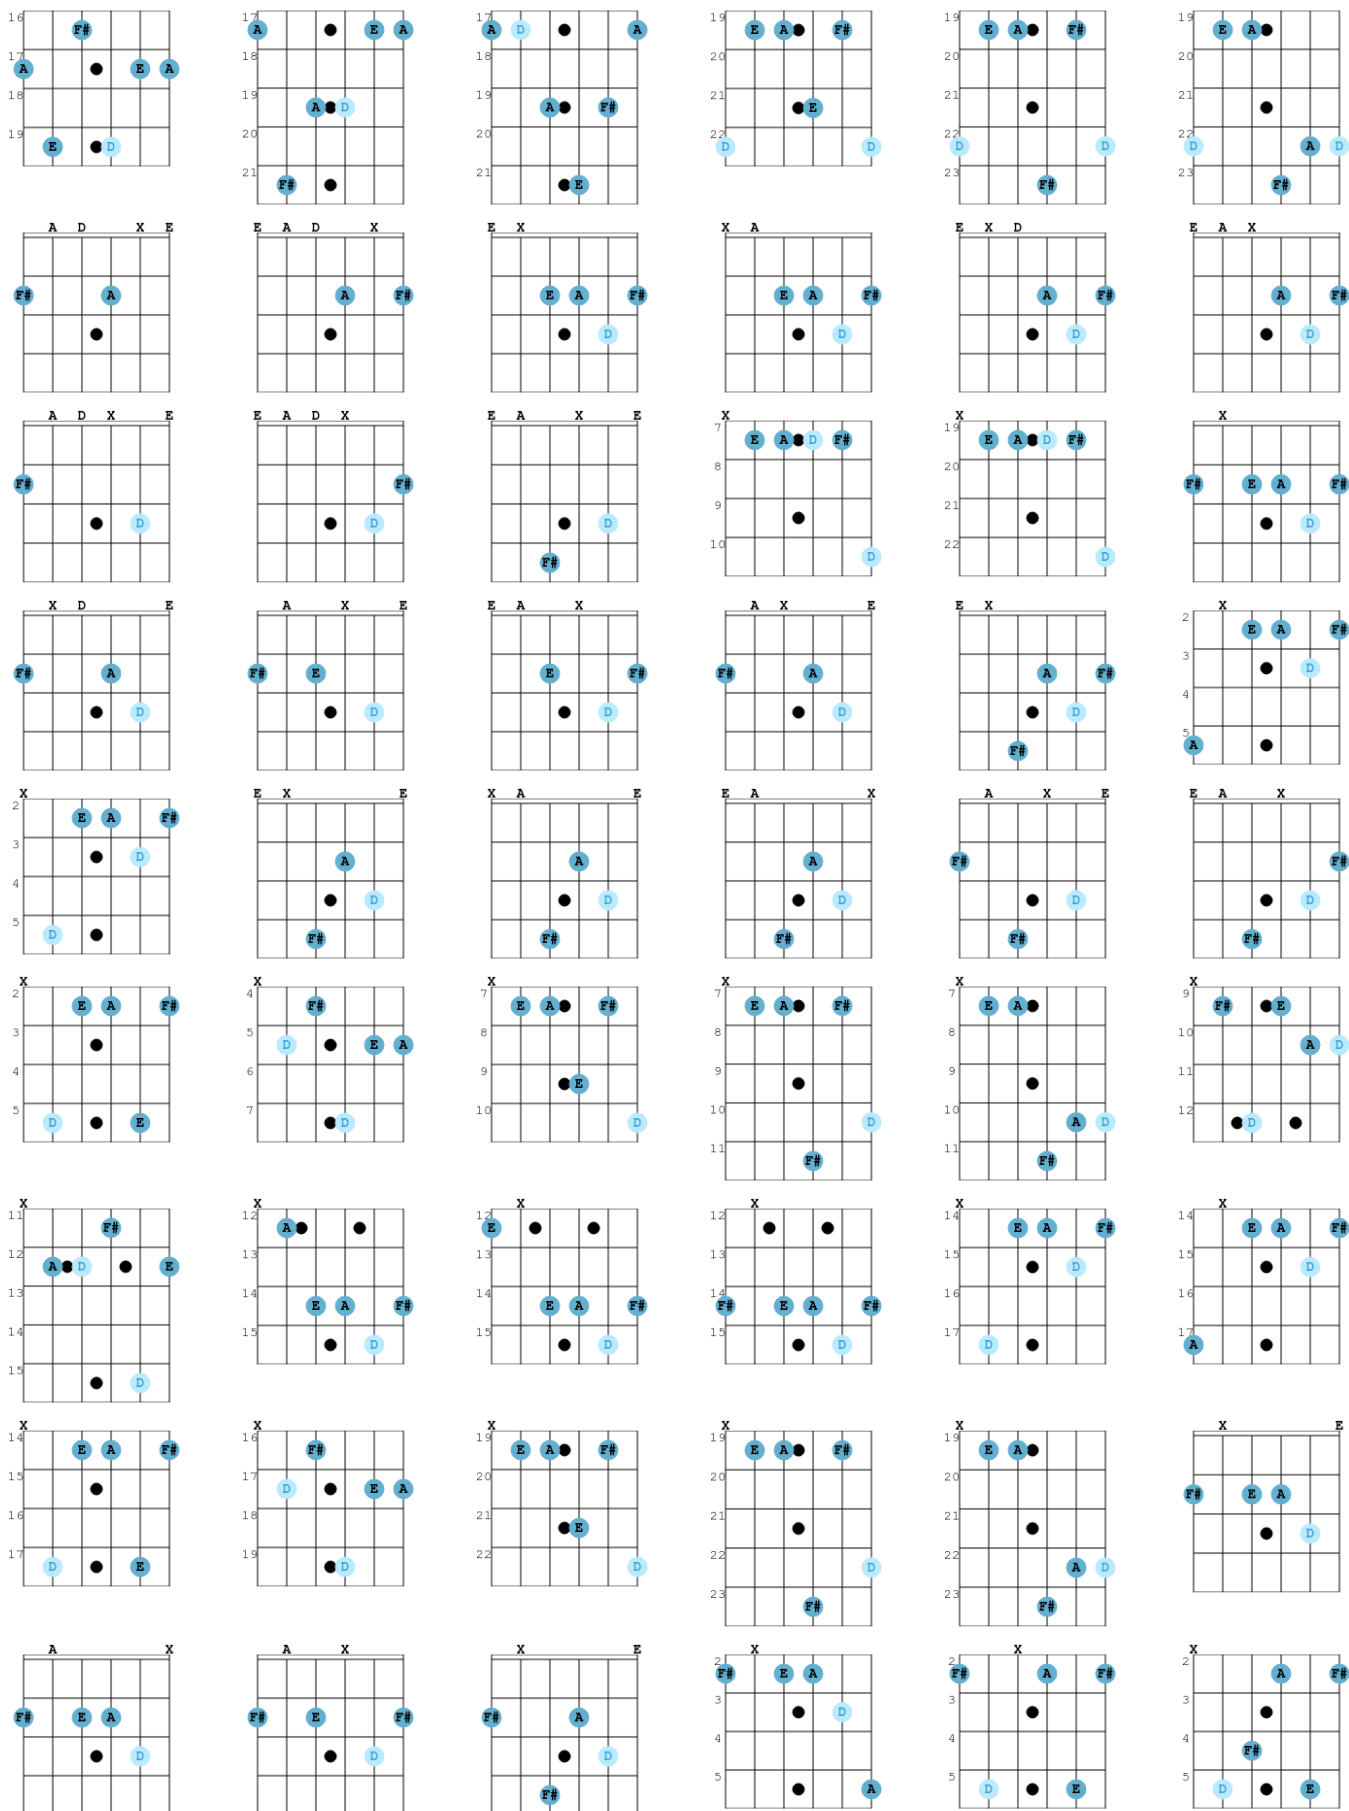 16 F# 17 A E A 17 A D A 19 E A F# 19 E A F# 19 E A
17 A E A 18 18 20 20 20
18 19 A D 19 A F# 21 E 21 21
19 E D 20 20 22 D D 22 D D 22 D A D
21 F# 21 E 23 F# 23 F#
A D X E E A D X E X X A E X D E A X
F# A A F# E A F# E A F# A F# A F#
D D D D
A D X E E A D X E A X E X X X
7 E A D F# 19 E A D F#
8 20
F# F# F# E A F#
9 21
D D D D
10 D 22 D
F#
X D E A X E E A X A X E E X X
2 E A F#
3 D
F# A F# E E F# F# A A F#
4
D D D D D
F# 5 A
X E X E X A E E A X A X E E A X
2 E A F#
3 D A A A F# F#
4 D D D D D
5 D F# F# F# F# F#
X X X X X X
2 E A F# 4 F# 7 E A F# 7 E A F# 7 E A 9 F# E
3 5 D E A 8 8 8 10 A D
4 6 9 E 9 9 11
5 D E 7 D 10 D 10 D 10 A D 12 D
11 F# 11 F#
X X X X X X
11 F# 12 A 12 E 12 14 E A F# 14 E A F#
12 A D E 13 13 13 15 D 15 D
13 14 E A F# 14 E A F# 14 F# E A F# 16 16
14 15 D 15 D 15 D 17 D 17 A
15 D
X X X X X X E
14 E A F# 16 F# 19 E A F# 19 E A F# 19 E A
15 17 D E A 20 20 20 F# E A
16 18 21 E 21 21 D
17 D E 19 D 22 D 22 D 22 A D
23 F# 23 F#
A X A X X E X X X
2 F# E A 2 F# A F# 2 A F#
F# E A F# E F# F# A 3 D 3 3
D D D 4 4 4 F#
F# 5 A 5 D E 5 D E